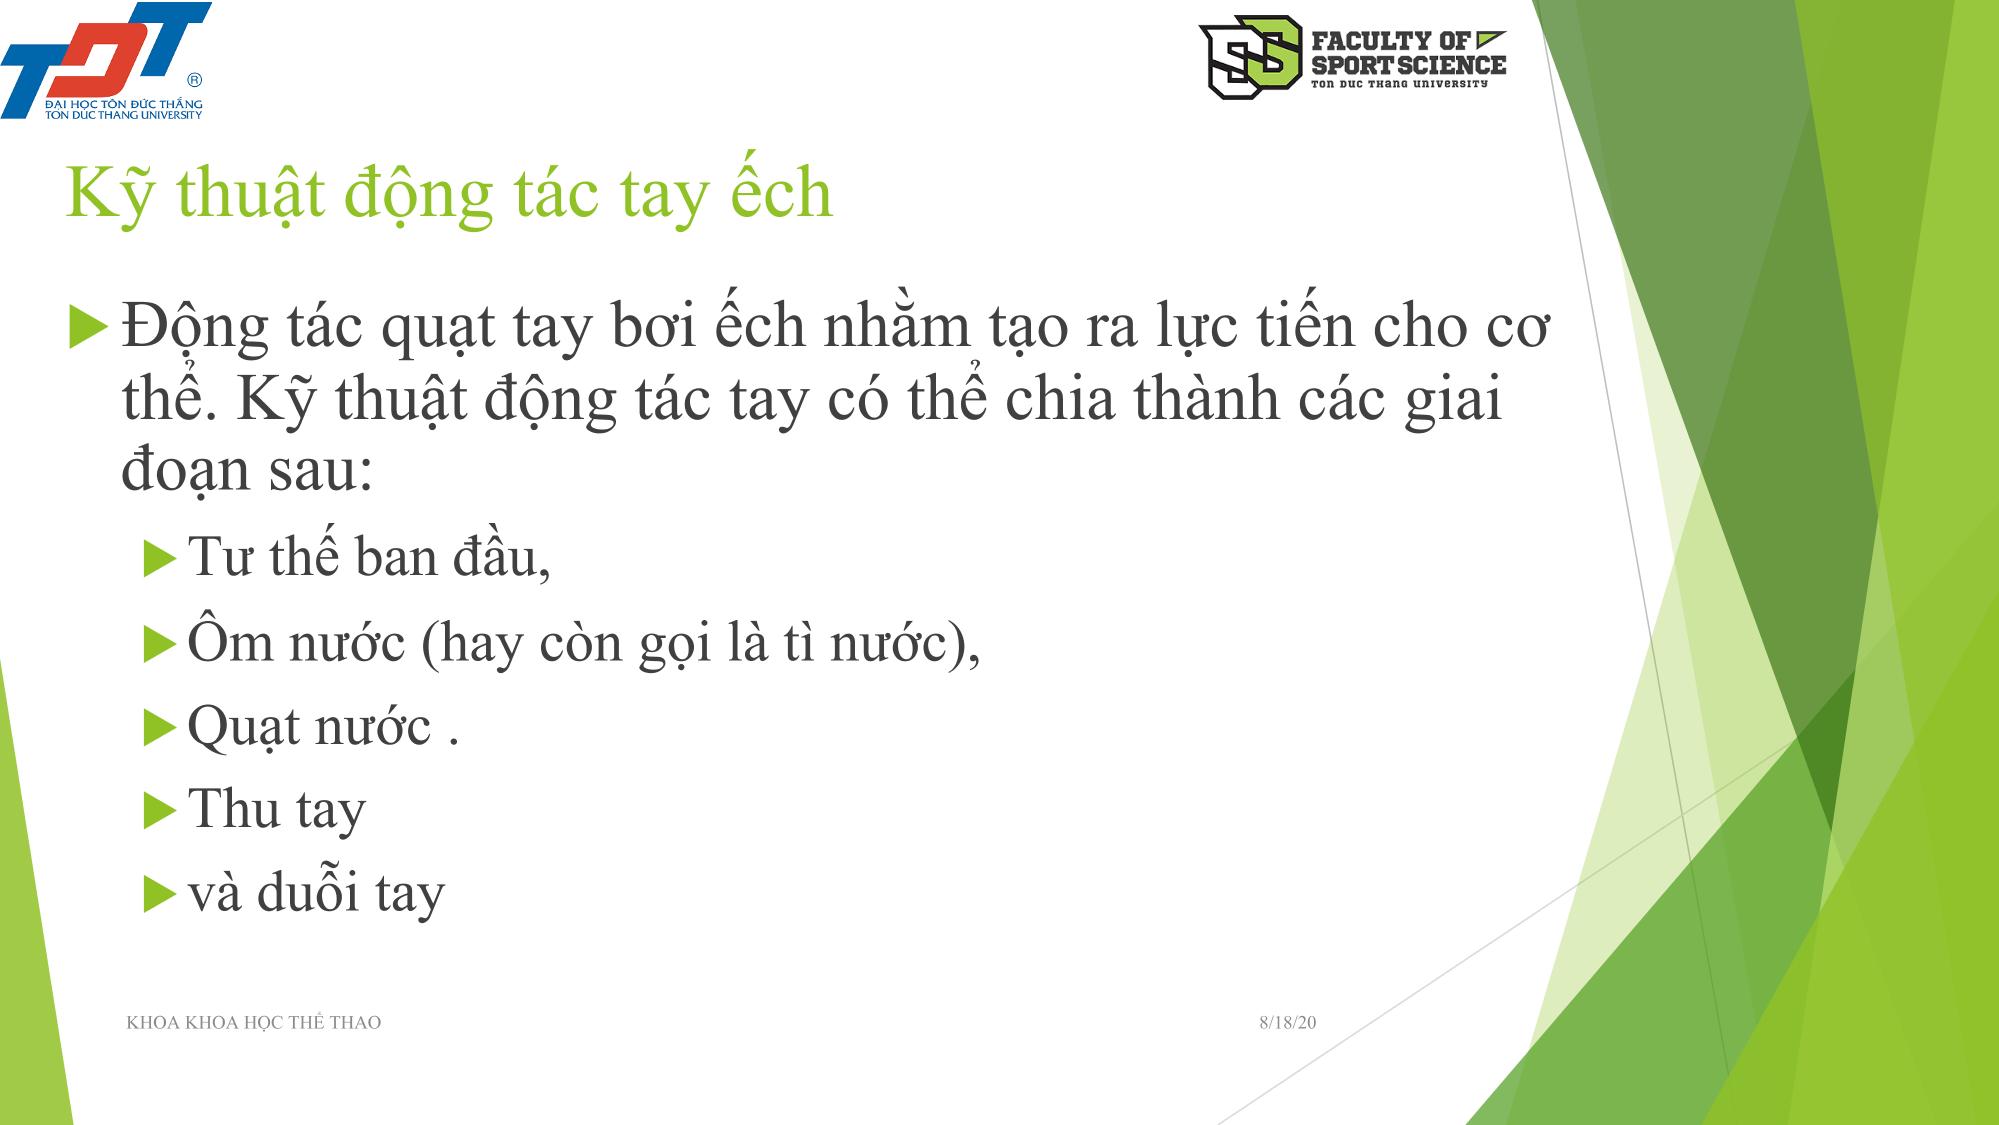 TDT
®
ĐẠI HỌC TÔN ĐỨC THẮNG
TON DUC THANG UNIVERSITY
SS
FACULTY OF
SPORT SCIENCE
TON DUC THANG UNIVERSITY
Kỹ thuật động tác tay ếch
Động tác quạt tay bơi ếch nhằm tạo ra lực tiến cho cơ
thể. Kỹ thuật động tác tay có thể chia thành các giai
đoạn sau:
Tư thế ban đầu,
Ôm nước (hay còn gọi là tì nước),
Quạt nước .
Thu tay
và duỗi tay
KHOA KHOA HỌC THỂ THAO
8/18/20